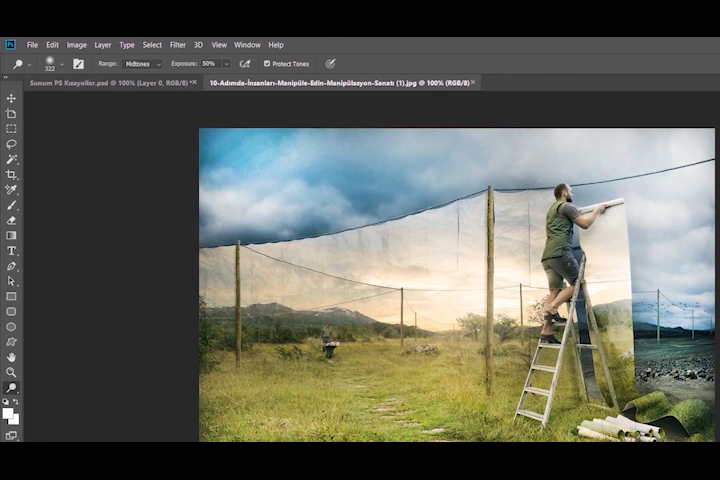 Ps File Edit Image Layer Type Select Filter 3D View Window Help
322 Range: Midtones Exposure: 50% Protect Tones
Sunum PS Kısayollar.psd @ 100% (Layer 0, RGB/8) * × 10-Adımda-İnsanları-Manipüle-Edin-Manipülasyon-Sanatı (1).jpg @ 100% (RGB/8) ×
T